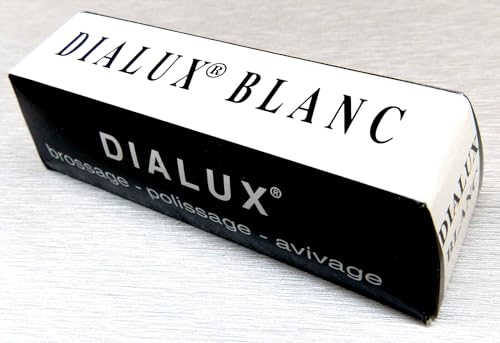 DIALUX® BLANC
DIALUX®
brossage - polissage - avivage
DIALUX
BLANC